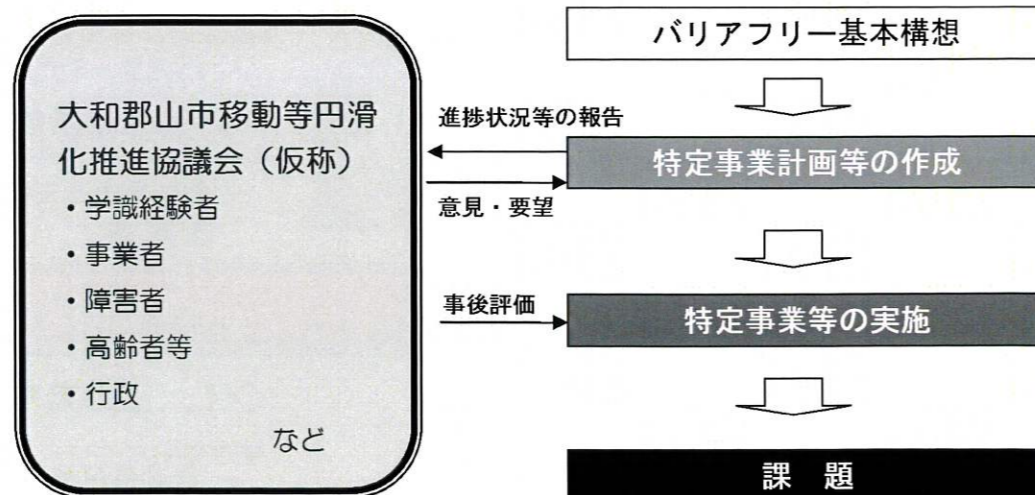 大和郡山市移動等円滑
化推進協議会（仮称）
・学識経験者
・事業者
・障害者
・高齢者等
・行政
など
バリアフリー基本構想
進捗状況等の報告
特定事業計画等の作成
意見・要望
事後評価
特定事業等の実施
課 題